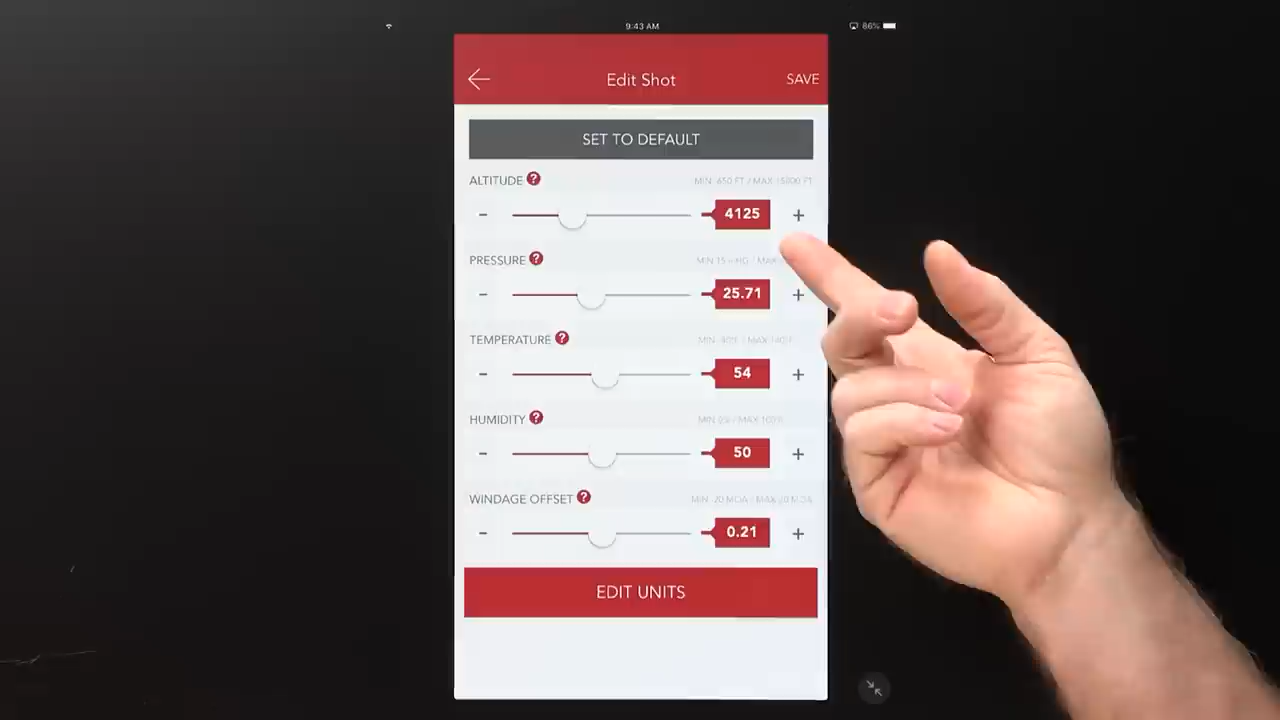 9:43 AM
86%
Edit Shot
SAVE
SET TO DEFAULT
ALTITUDE ?
- 4125 +
PRESSURE ?
- 25.71 +
TEMPERATURE ?
- 54 +
HUMIDITY ?
- 50 +
WINDAGE OFFSET ?
- 0.21 +
EDIT UNITS